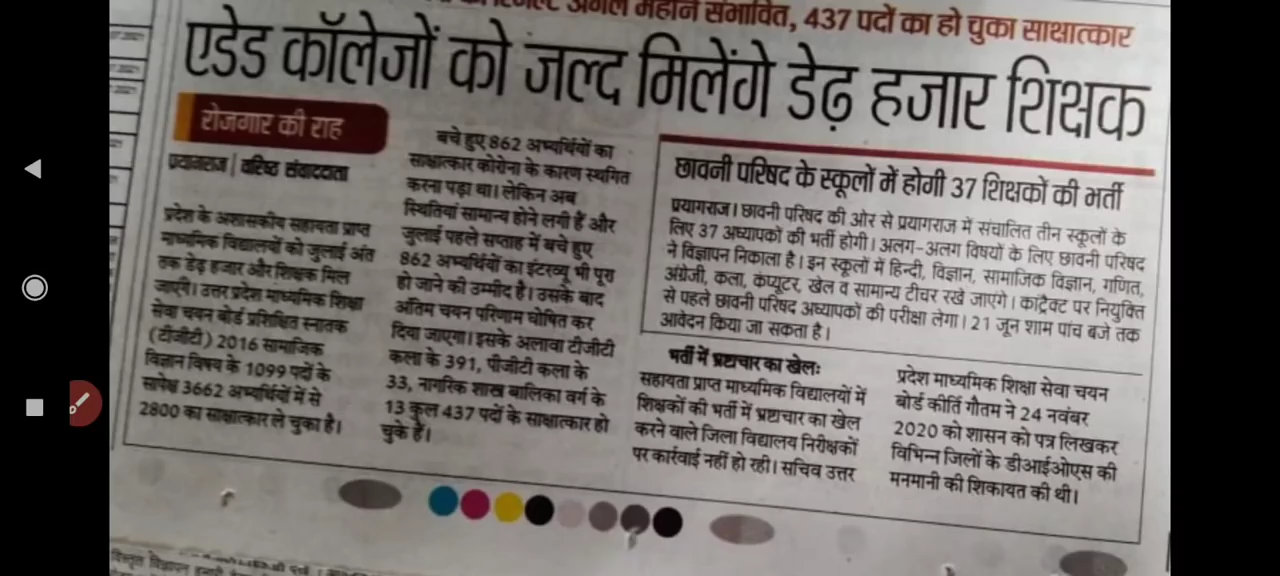 अगले महीने संभावित, 437 पदों का हो चुका साक्षात्कार
एडेड कॉलेजों को जल्द मिलेंगे डेढ़ हजार शिक्षक
रोजगार की राह
प्रयागराज | वरिष्ठ संवाददाता
प्रदेश के अशासकीय सहायता प्राप्त
माध्यमिक विद्यालयों को जुलाई अंत
तक डेढ़ हजार और शिक्षक मिल
जाएंगे। उत्तर प्रदेश माध्यमिक शिक्षा
सेवा चयन बोर्ड प्रशिक्षित स्नातक
(टीजीटी) 2016 सामाजिक
विज्ञान विषय के 1099 पदों के
सापेक्ष 3662 अभ्यर्थियों में से
2800 का साक्षात्कार ले चुका है।
बचे हुए 862 अभ्यर्थियों का
साक्षात्कार कोरोना के कारण स्थगित
करना पड़ा था। लेकिन अब
स्थितियां सामान्य होने लगी हैं और
जुलाई पहले सप्ताह में बचे हुए
862 अभ्यर्थियों का इंटरव्यू भी पूरा
हो जाने की उम्मीद है। उसके बाद
अंतिम चयन परिणाम घोषित कर
दिया जाएगा। इसके अलावा टीजीटी
कला के 391, पीजीटी कला के
33, नागरिक शास्त्र बालिका वर्ग के
13 कुल 437 पदों के साक्षात्कार हो
चुके हैं।
छावनी परिषद के स्कूलों में होगी 37 शिक्षकों की भर्ती
प्रयागराज। छावनी परिषद की ओर से प्रयागराज में संचालित तीन स्कूलों के
लिए 37 अध्यापकों की भर्ती होगी। अलग-अलग विषयों के लिए छावनी परिषद
ने विज्ञापन निकाला है। इन स्कूलों में हिन्दी, विज्ञान, सामाजिक विज्ञान, गणित,
अंग्रेजी, कला, कंप्यूटर, खेल व सामान्य टीचर रखे जाएंगे। कांट्रैक्ट पर नियुक्ति
से पहले छावनी परिषद अध्यापकों की परीक्षा लेगा। 21 जून शाम पांच बजे तक
आवेदन किया जा सकता है।
भर्ती में भ्रष्टाचार का खेल:
सहायता प्राप्त माध्यमिक विद्यालयों में
शिक्षकों की भर्ती में भ्रष्टाचार का खेल
करने वाले जिला विद्यालय निरीक्षकों
पर कार्रवाई नहीं हो रही। सचिव उत्तर
प्रदेश माध्यमिक शिक्षा सेवा चयन
बोर्ड कीर्ति गौतम ने 24 नवंबर
2020 को शासन को पत्र लिखकर
विभिन्न जिलों के डीआईओएस की
मनमानी की शिकायत की थी।